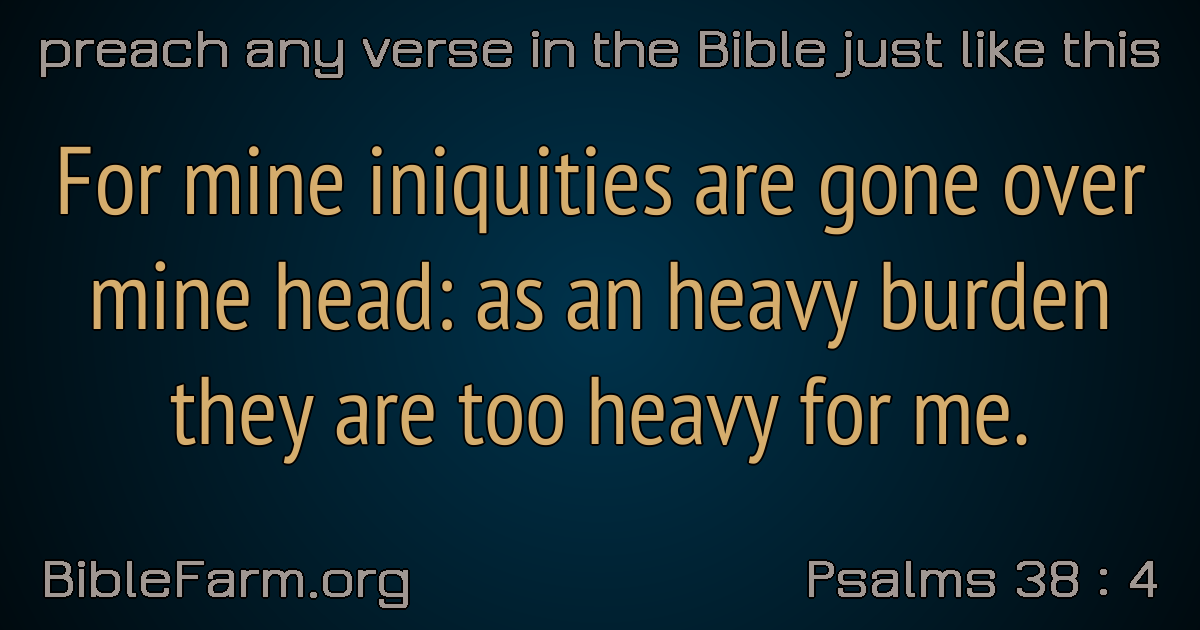 preach any verse in the Bible just like this
For mine iniquities are gone over
mine head: as an heavy burden
they are too heavy for me.
BibleFarm.org
Psalms 38 : 4